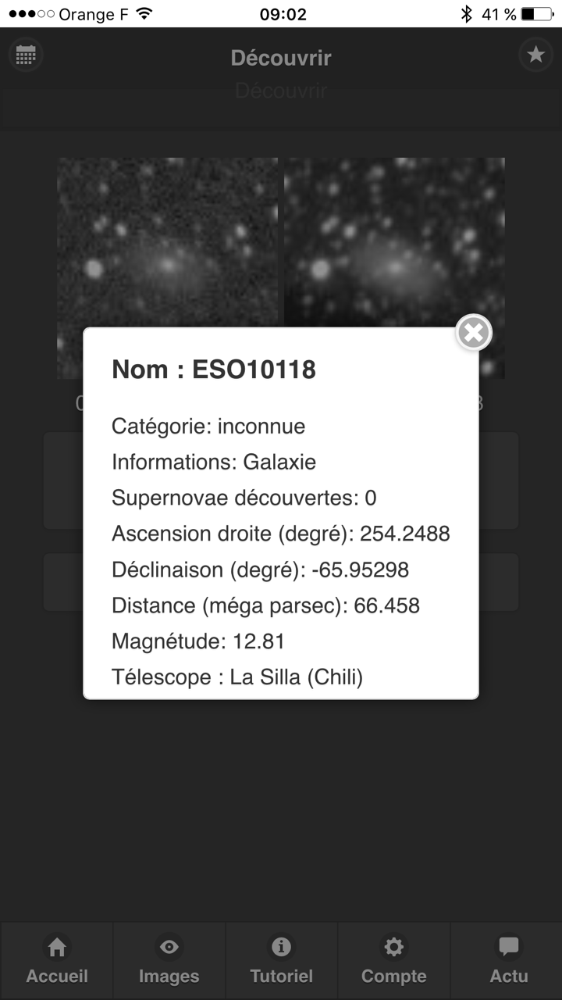 Orange F 09:02 41 %
Découvrir
Découvrir
Nom : ESO10118
Catégorie: inconnue
Informations: Galaxie
Supernovae découvertes: 0
Ascension droite (degré): 254.2488
Déclinaison (degré): -65.95298
Distance (méga parsec): 66.458
Magnétude: 12.81
Télescope : La Silla (Chili)
Accueil Images Tutoriel Compte Actu